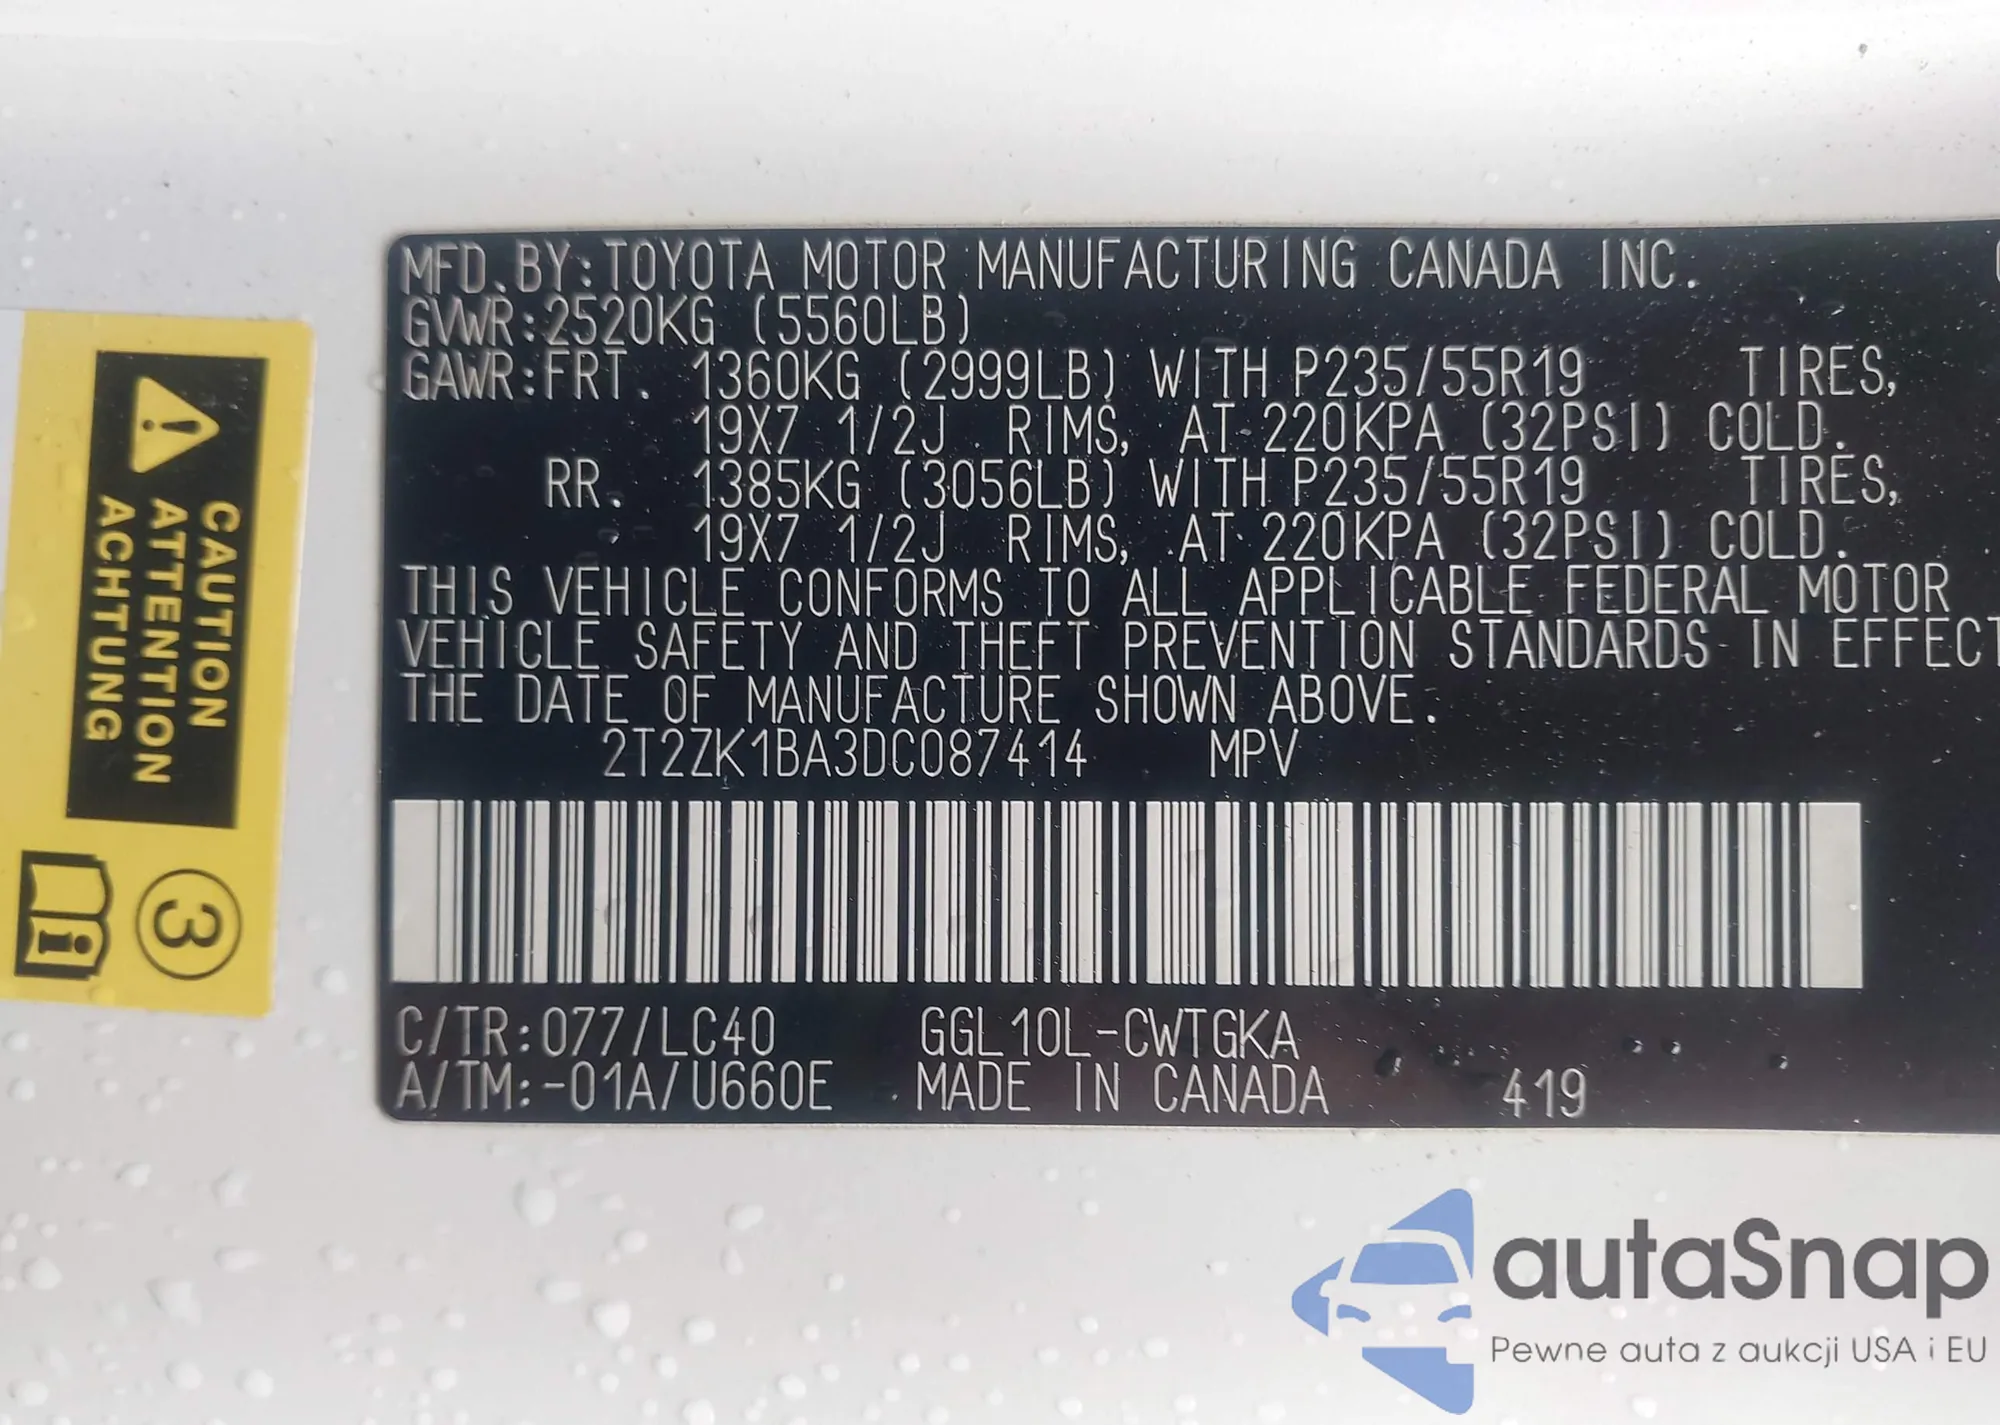 MFD.BY:TOYOTA MOTOR MANUFACTURING CANADA INC.
GVWR:2520KG (5560LB)
GAWR:FRT. 1360KG (2999LB) WITH P235/55R19 TIRES,
19X7 1/2J RIMS, AT 220KPA (32PSI) COLD.
RR. 1385KG (3056LB) WITH P235/55R19 TIRES,
19X7 1/2J RIMS, AT 220KPA (32PSI) COLD.
THIS VEHICLE CONFORMS TO ALL APPLICABLE FEDERAL MOTOR
VEHICLE SAFETY AND THEFT PREVENTION STANDARDS IN EFFECT
THE DATE OF MANUFACTURE SHOWN ABOVE.
2T2ZK1BA3DC087414 MPV
C/TR:077/LC40 GGL10L-CWTGKA
A/TM:-01A/U660E MADE IN CANADA 419
CAUTION
ATTENTION
ACHTUNG
3
i
autaSnap
Pewne auta z aukcji USA i EU